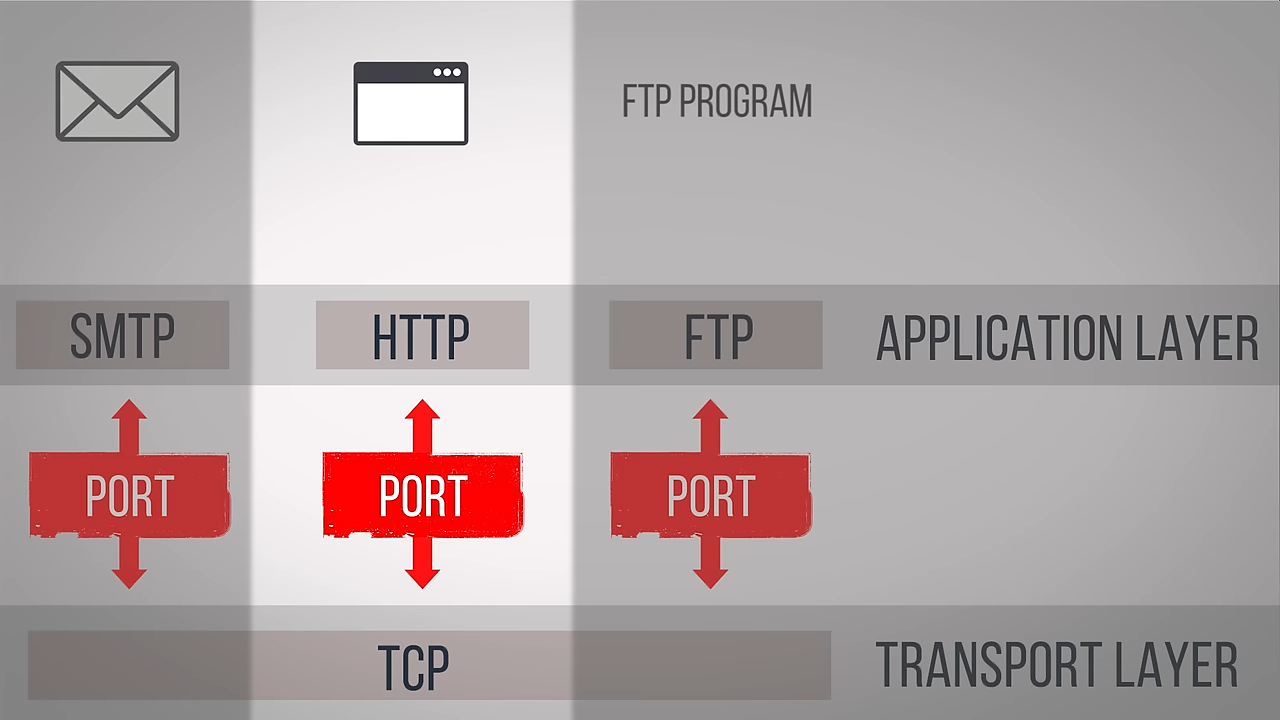 FTP PROGRAM
SMTP
HTTP
FTP
APPLICATION LAYER
PORT
PORT
PORT
TCP
TRANSPORT LAYER